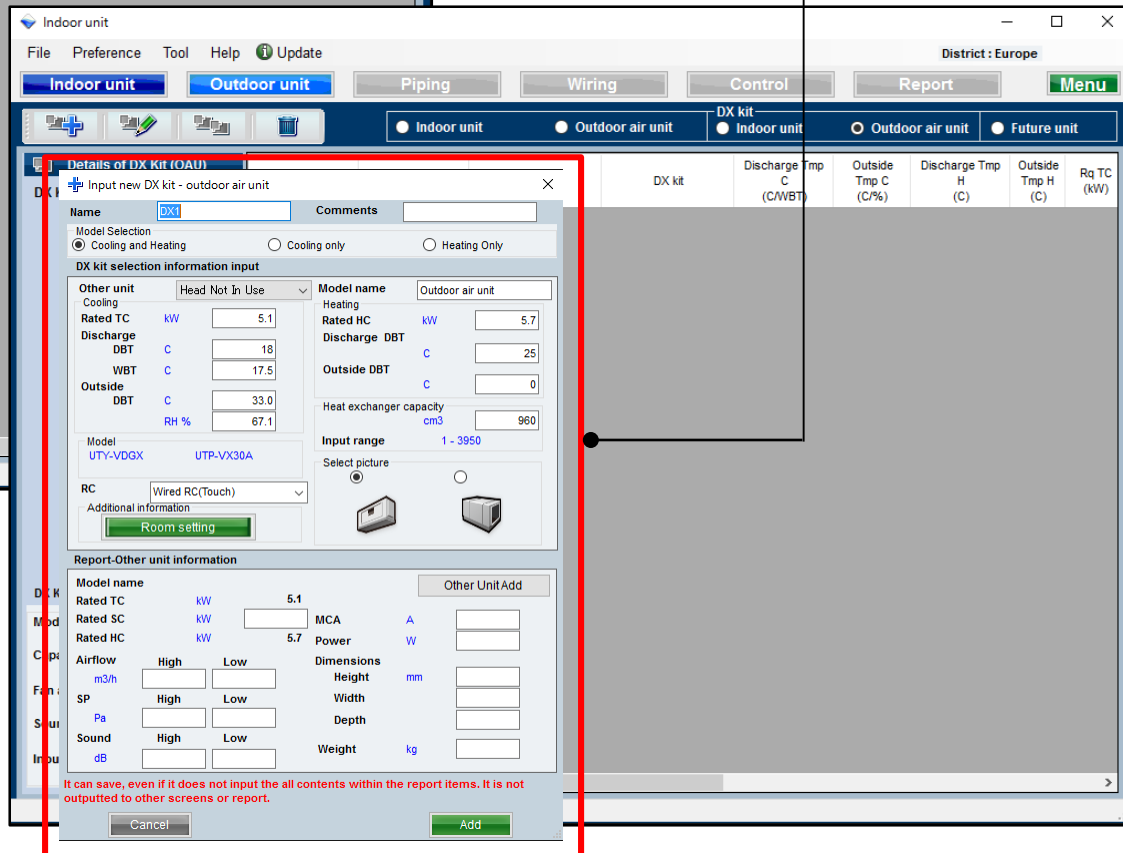 Indoor unit
File Preference Tool Help Update District : Europe
Indoor unit Outdoor unit Piping Wiring Control Report Menu
DX kit
Indoor unit Outdoor air unit Indoor unit Outdoor air unit Future unit
Details of DX Kit (OAU)
DX kit
Discharge Tmp C (C/WBT)
Outside Tmp C (C/%)
Discharge Tmp H (C)
Outside Tmp H (C)
Rq TC (kW)
Input new DX kit - outdoor air unit
Name DX1 Comments
Model Selection
Cooling and Heating Cooling only Heating Only
DX kit selection information input
Other unit Head Not In Use Model name Outdoor air unit
Cooling
Rated TC kW 5.1
Discharge
DBT C 18
WBT C 17.5
Outside
DBT C 33.0
RH % 67.1
Heating
Rated HC kW 5.7
Discharge DBT
C 25
Outside DBT
C 0
Heat exchanger capacity
cm3 960
Input range 1 - 3950
Model
UTY-VDGX UTP-VX30A
Select picture
RC Wired RC(Touch)
Additional information
Room setting
Report-Other unit information
Model name Other Unit Add
Rated TC kW 5.1
Rated SC kW
Rated HC kW 5.7
Airflow High Low
m3/h
SP High Low
Pa
Sound High Low
dB
MCA A
Power W
Dimensions
Height mm
Width
Depth
Weight kg
It can save, even if it does not input the all contents within the report items. It is not
outputted to other screens or report.
Cancel Add